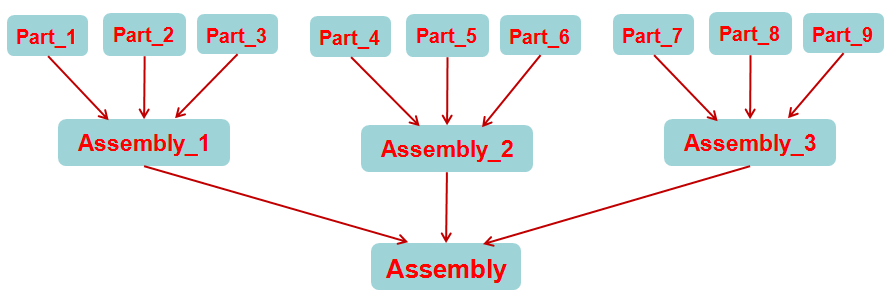 Part_1
Part_2
Part_3
Part_4
Part_5
Part_6
Part_7
Part_8
Part_9
Assembly_1
Assembly_2
Assembly_3
Assembly